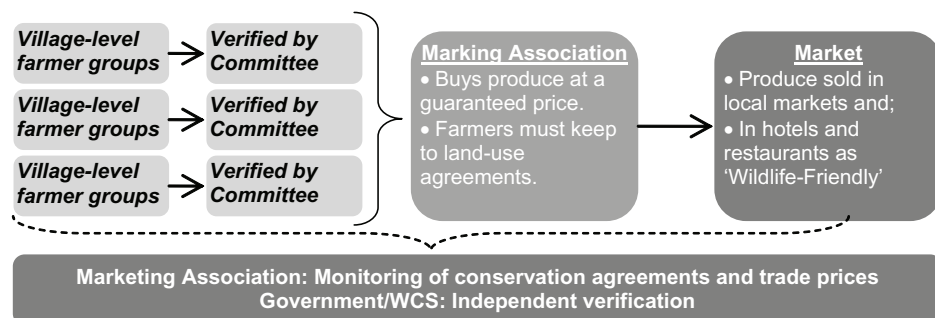 Village-level
farmer groups
Verified by
Committee
Village-level
farmer groups
Verified by
Committee
Village-level
farmer groups
Verified by
Committee
Marking Association
• Buys produce at a
guaranteed price.
• Farmers must keep
to land-use
agreements.
Market
• Produce sold in
local markets and;
• In hotels and
restaurants as
‘Wildlife-Friendly’
Marketing Association: Monitoring of conservation agreements and trade prices
Government/WCS: Independent verification